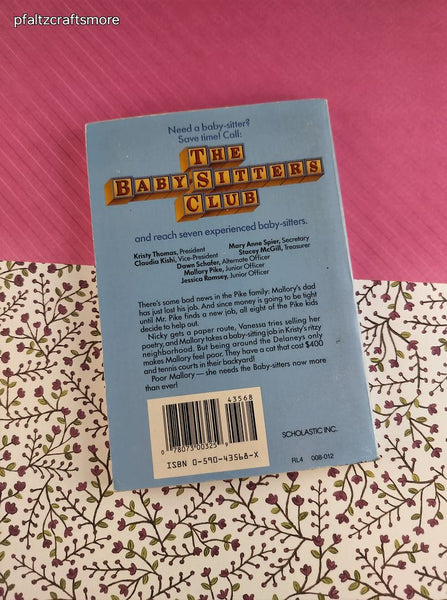 pfaltzcraftsmore
Need a baby-sitter?
Save time! Call:
THE
BABY-SITTERS
CLUB
and reach seven experienced baby-sitters.
Kristy Thomas, President
Mary Anne Spier, Secretary
Claudia Kishi, Vice-President
Stacey McGill, Treasurer
Dawn Schafer, Alternate Officer
Mallory Pike, Junior Officer
Jessica Ramsey, Junior Officer
There's some bad news in the Pike family: Mallory's dad
has just lost his job. And since money is going to be tight
until Mr. Pike finds a new job, all eight of the Pike kids
decide to help out.
Nicky gets a paper route, Vanessa tries selling her
poetry, and Mallory takes a baby-sitting job in Kristy's ritzy
neighborhood. But being around the Delaneys only
makes Mallory feel poor. They have a cat that cost $400
and tennis courts in their backyard!
Poor Mallory — she needs the Baby-sitters now more
than ever!
43568
0 78073 00325 9
ISBN 0-590-43568-X
SCHOLASTIC INC.
RL4 008-012